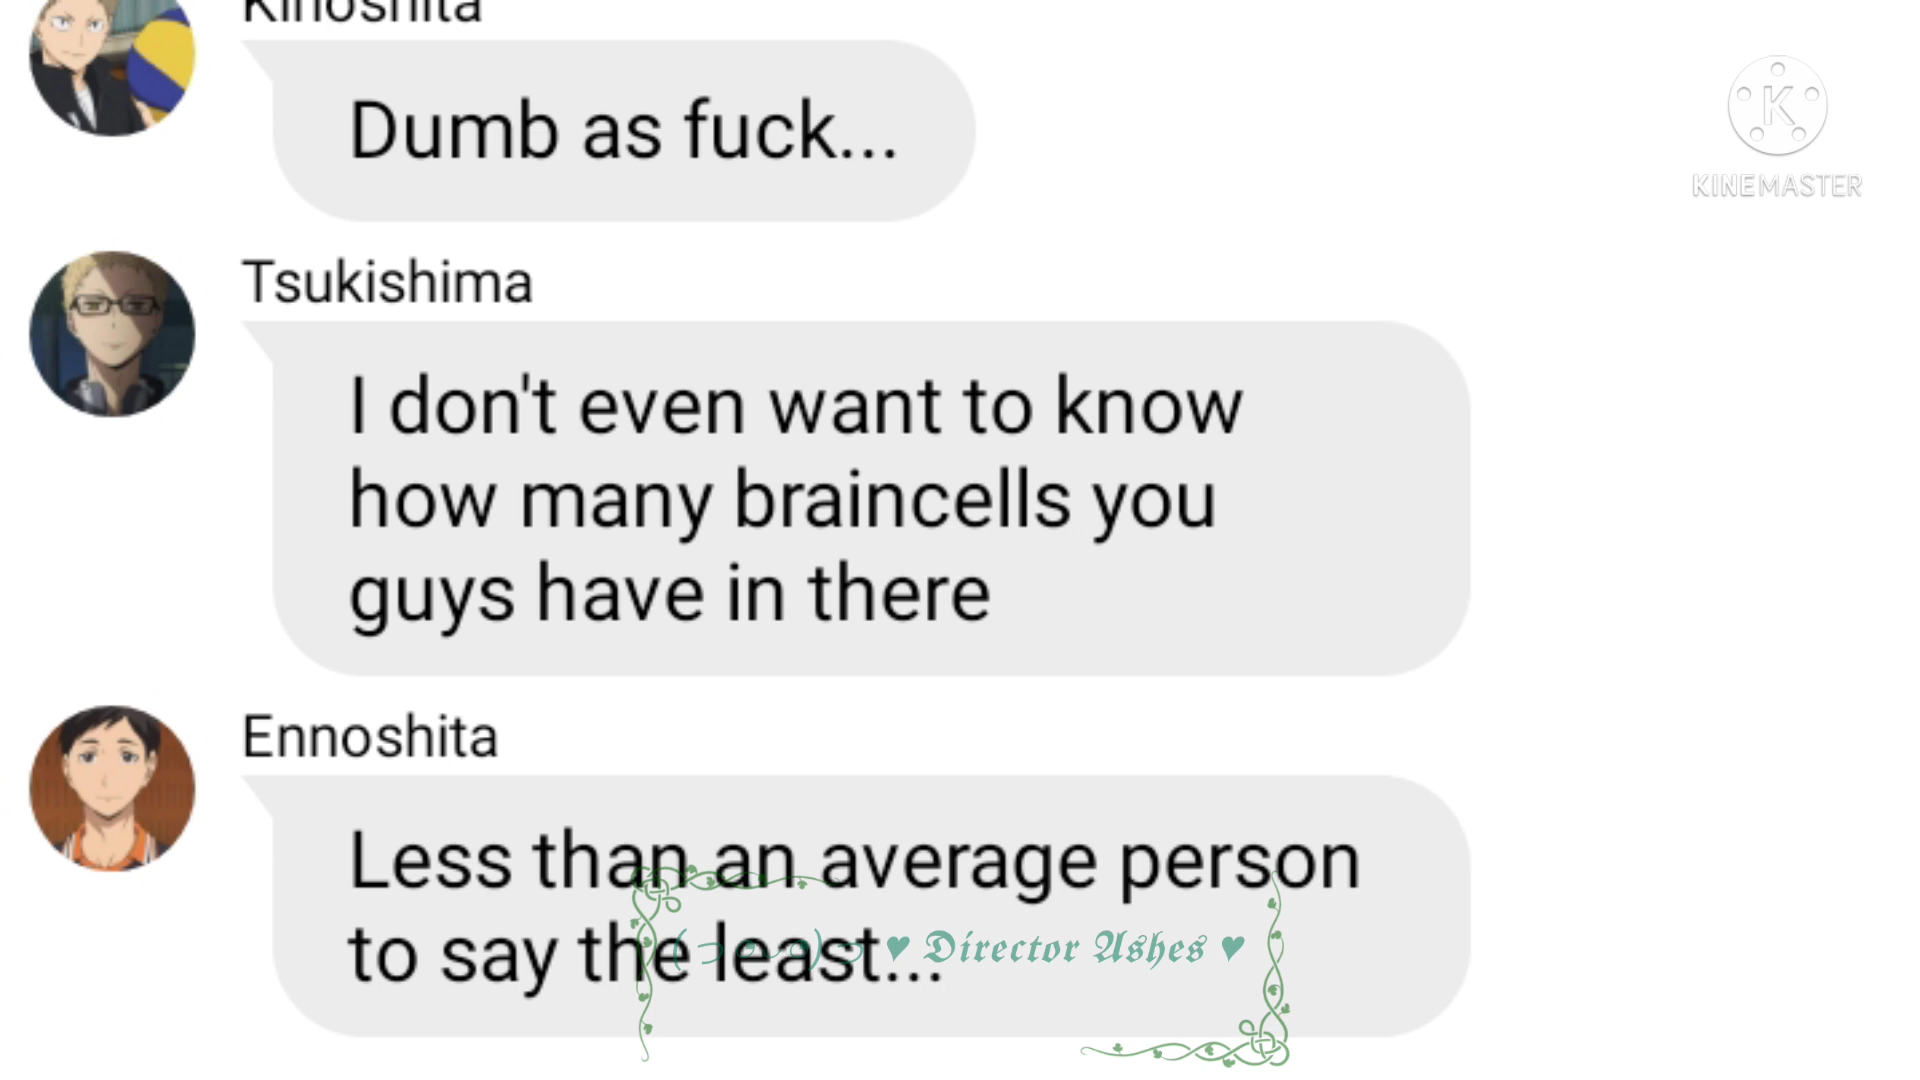 Kinoshita
Dumb as fuck...
KINEMASTER
Tsukishima
I don't even want to know
how many braincells you
guys have in there
Ennoshita
Less than an average person
to say the least...
♥ Director Ashes ♥